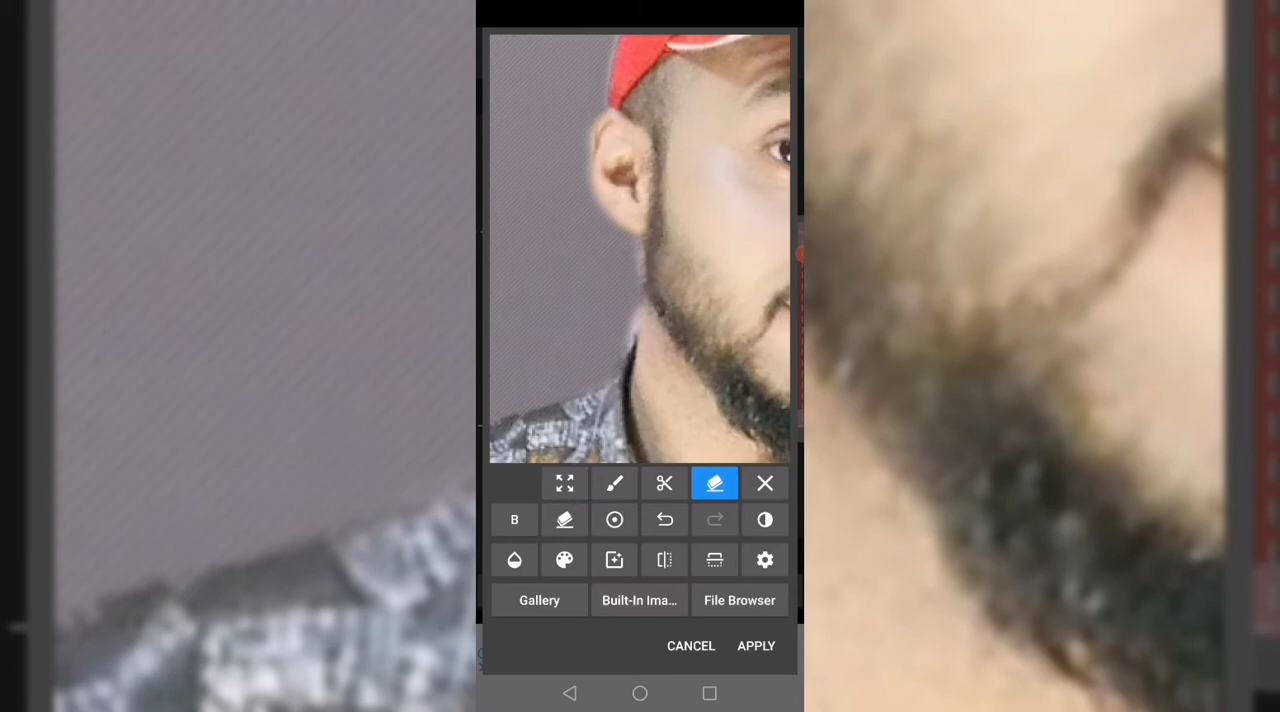 B
Gallery
Built-In Ima...
File Browser
CANCEL
APPLY